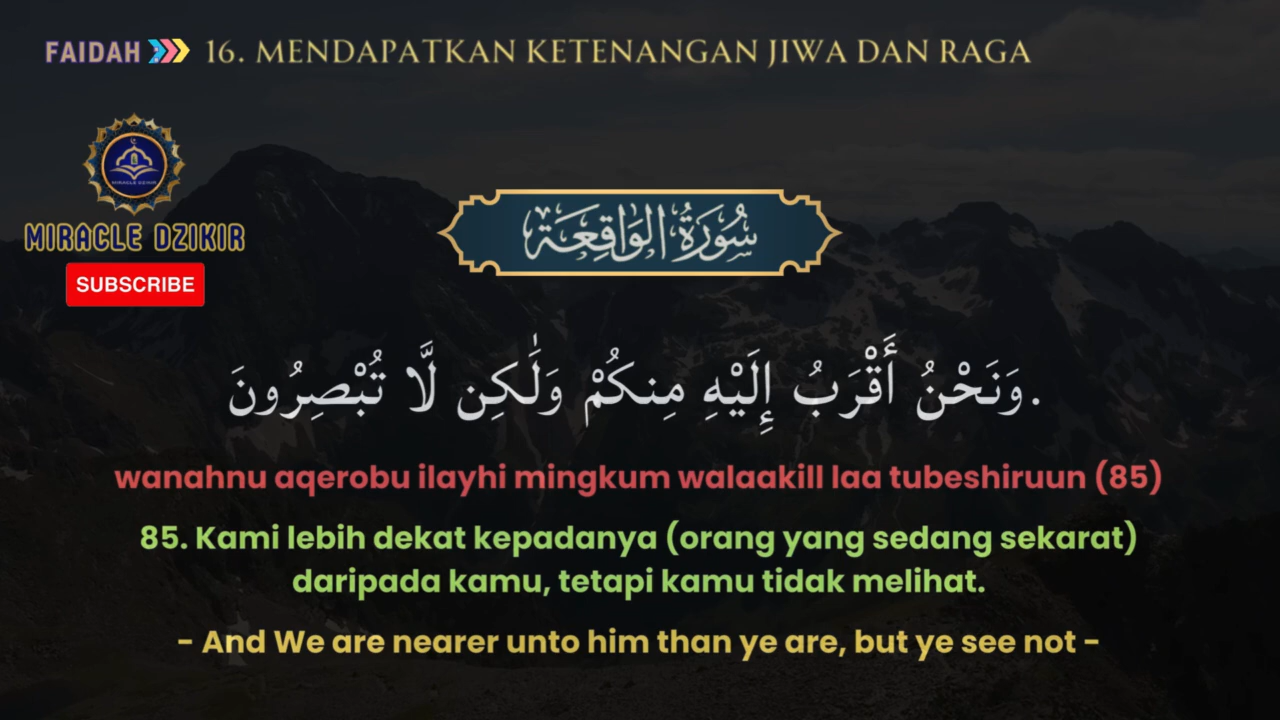 FAIDAH 16. MENDAPATKAN KETENANGAN JIWA DAN RAGA
MIRACLE DZIKIR
MIRACLE DZIKIR
SUBSCRIBE
سُورَةُ الوَاقِعَة
وَنَحْنُ أَقْرَبُ إِلَيْهِ مِنكُمْ وَلَٰكِن لَّا تُبْصِرُونَ.
wanahnu aqerobu ilayhi mingkum walaakill laa tubeshiruun (85)
85. Kami lebih dekat kepadanya (orang yang sedang sekarat)
daripada kamu, tetapi kamu tidak melihat.
- And We are nearer unto him than ye are, but ye see not -